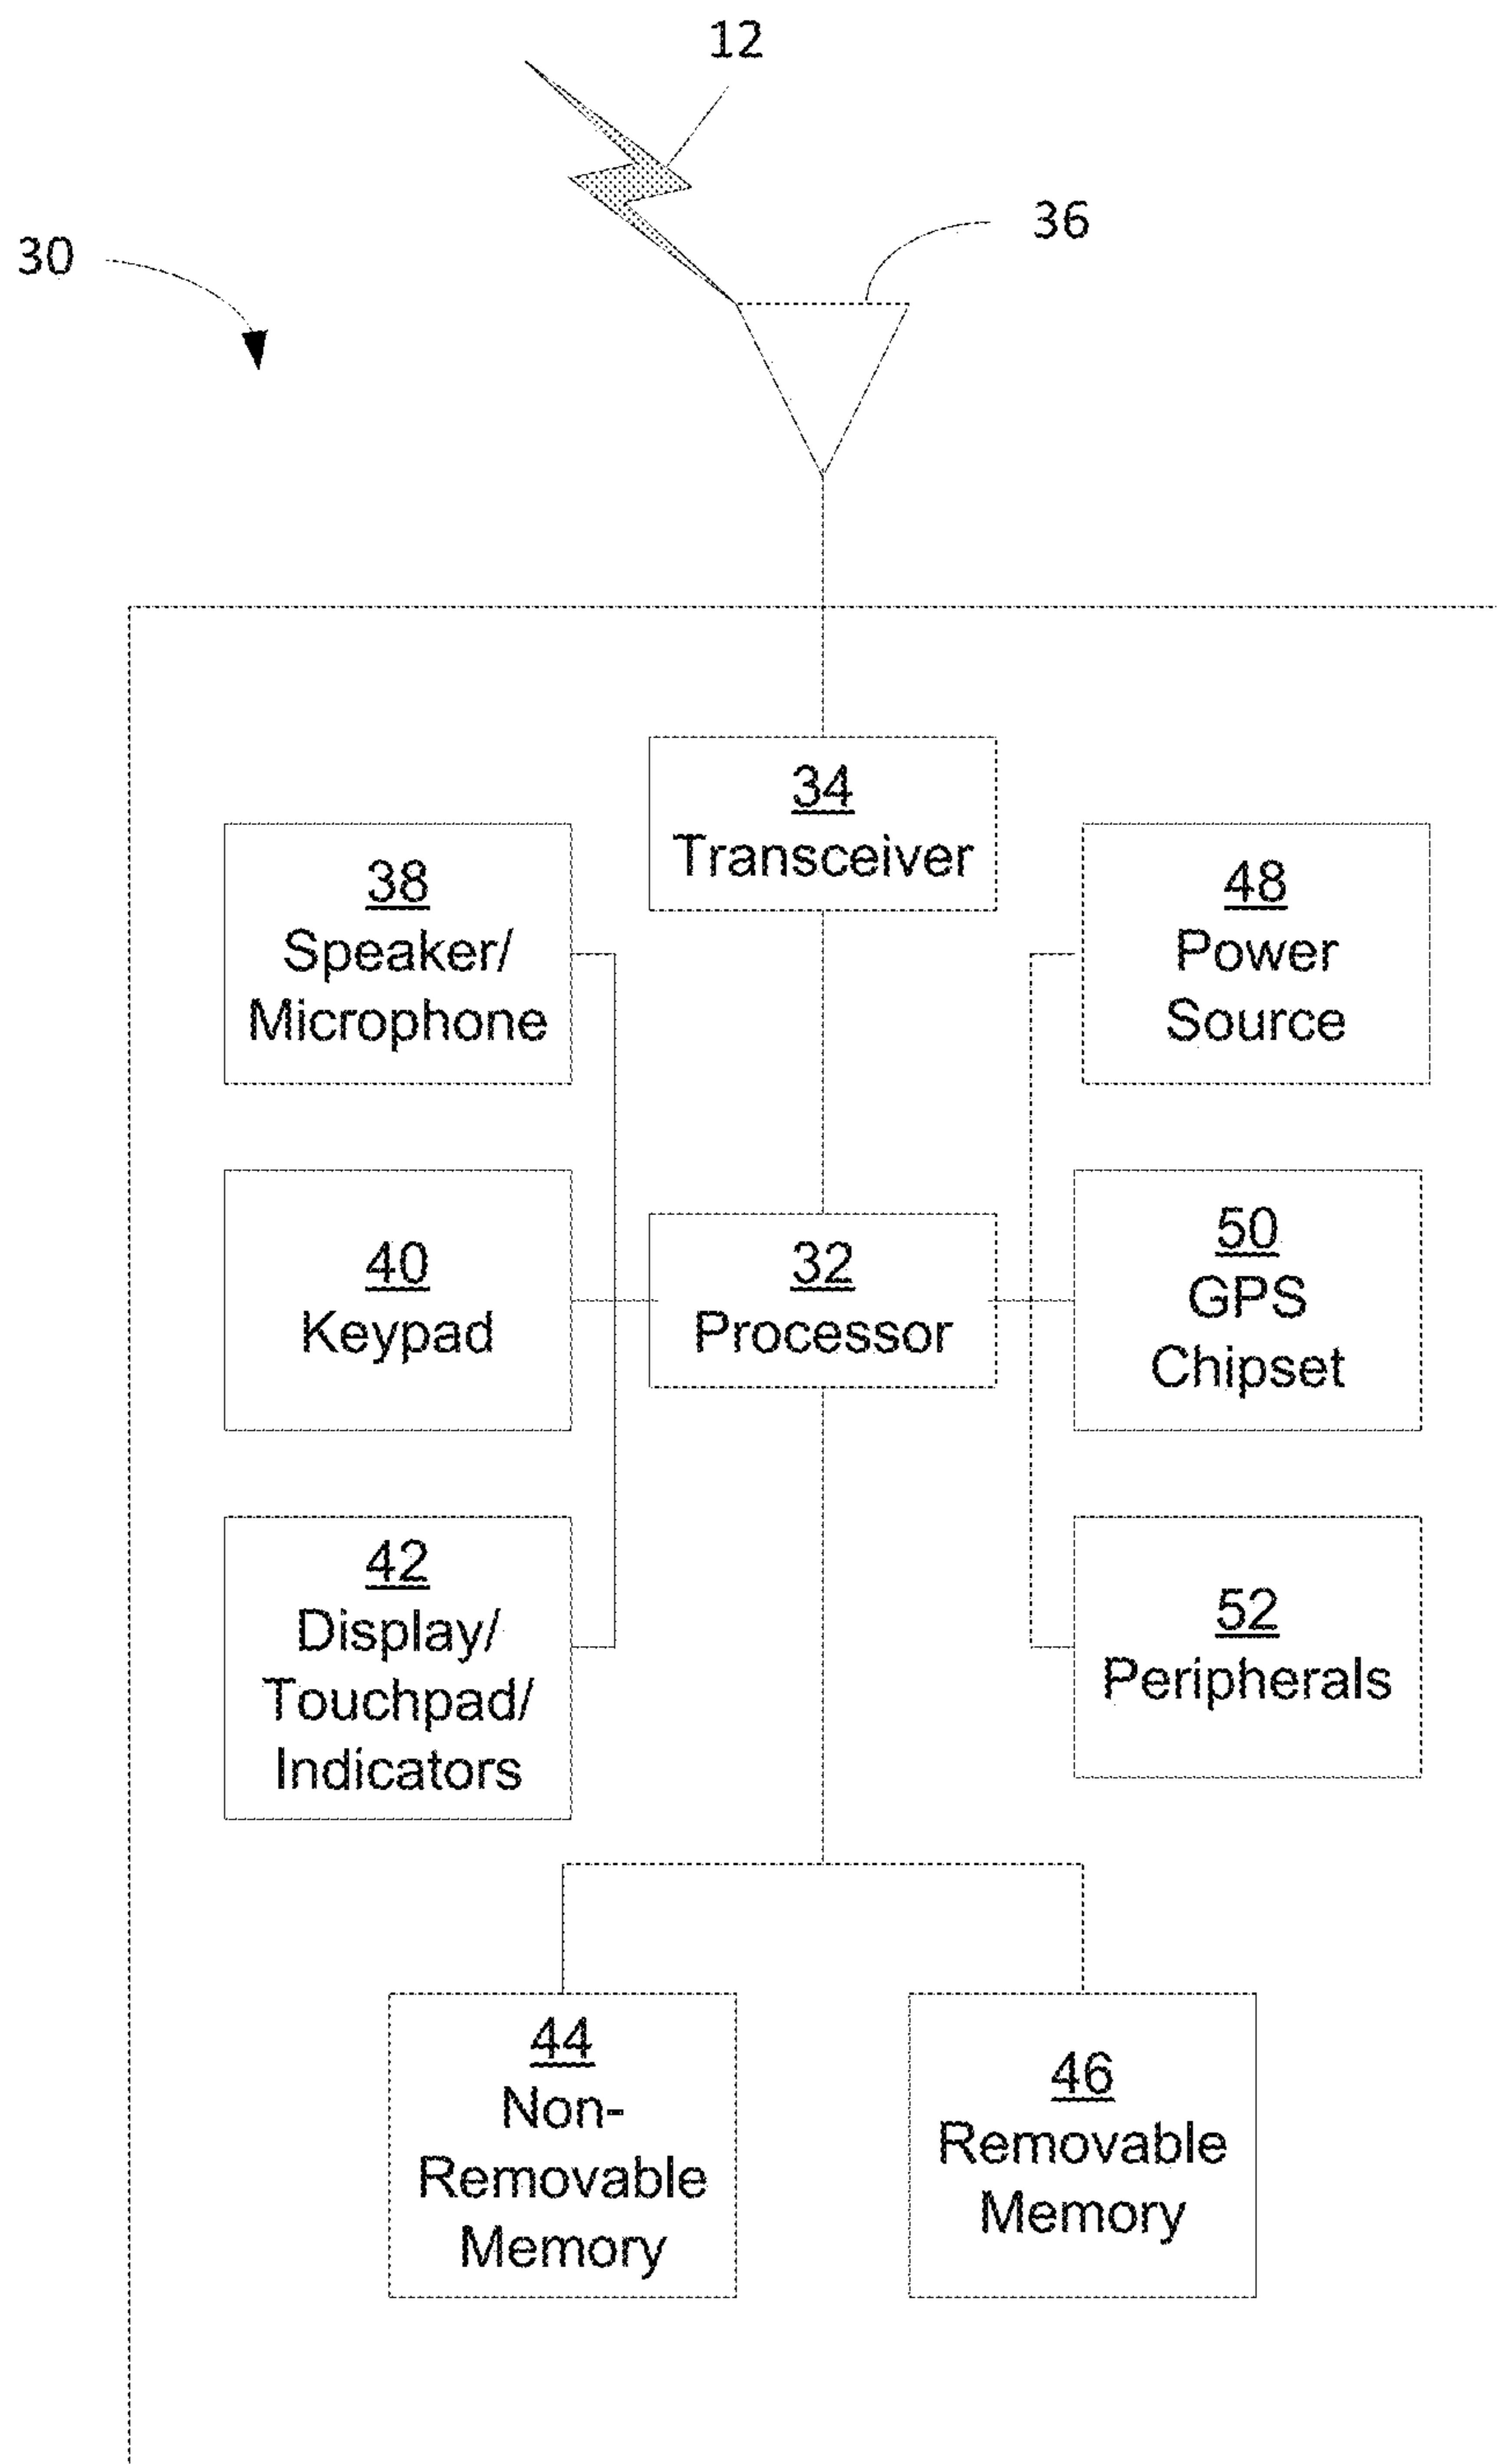 12
36
30
34
Transceiver
38
Speaker/
Microphone
48
Power
Source
40
Keypad
32
Processor
50
GPS
Chipset
42
Display/
Touchpad/
Indicators
52
Peripherals
44
Non-
Removable
Memory
46
Removable
Memory